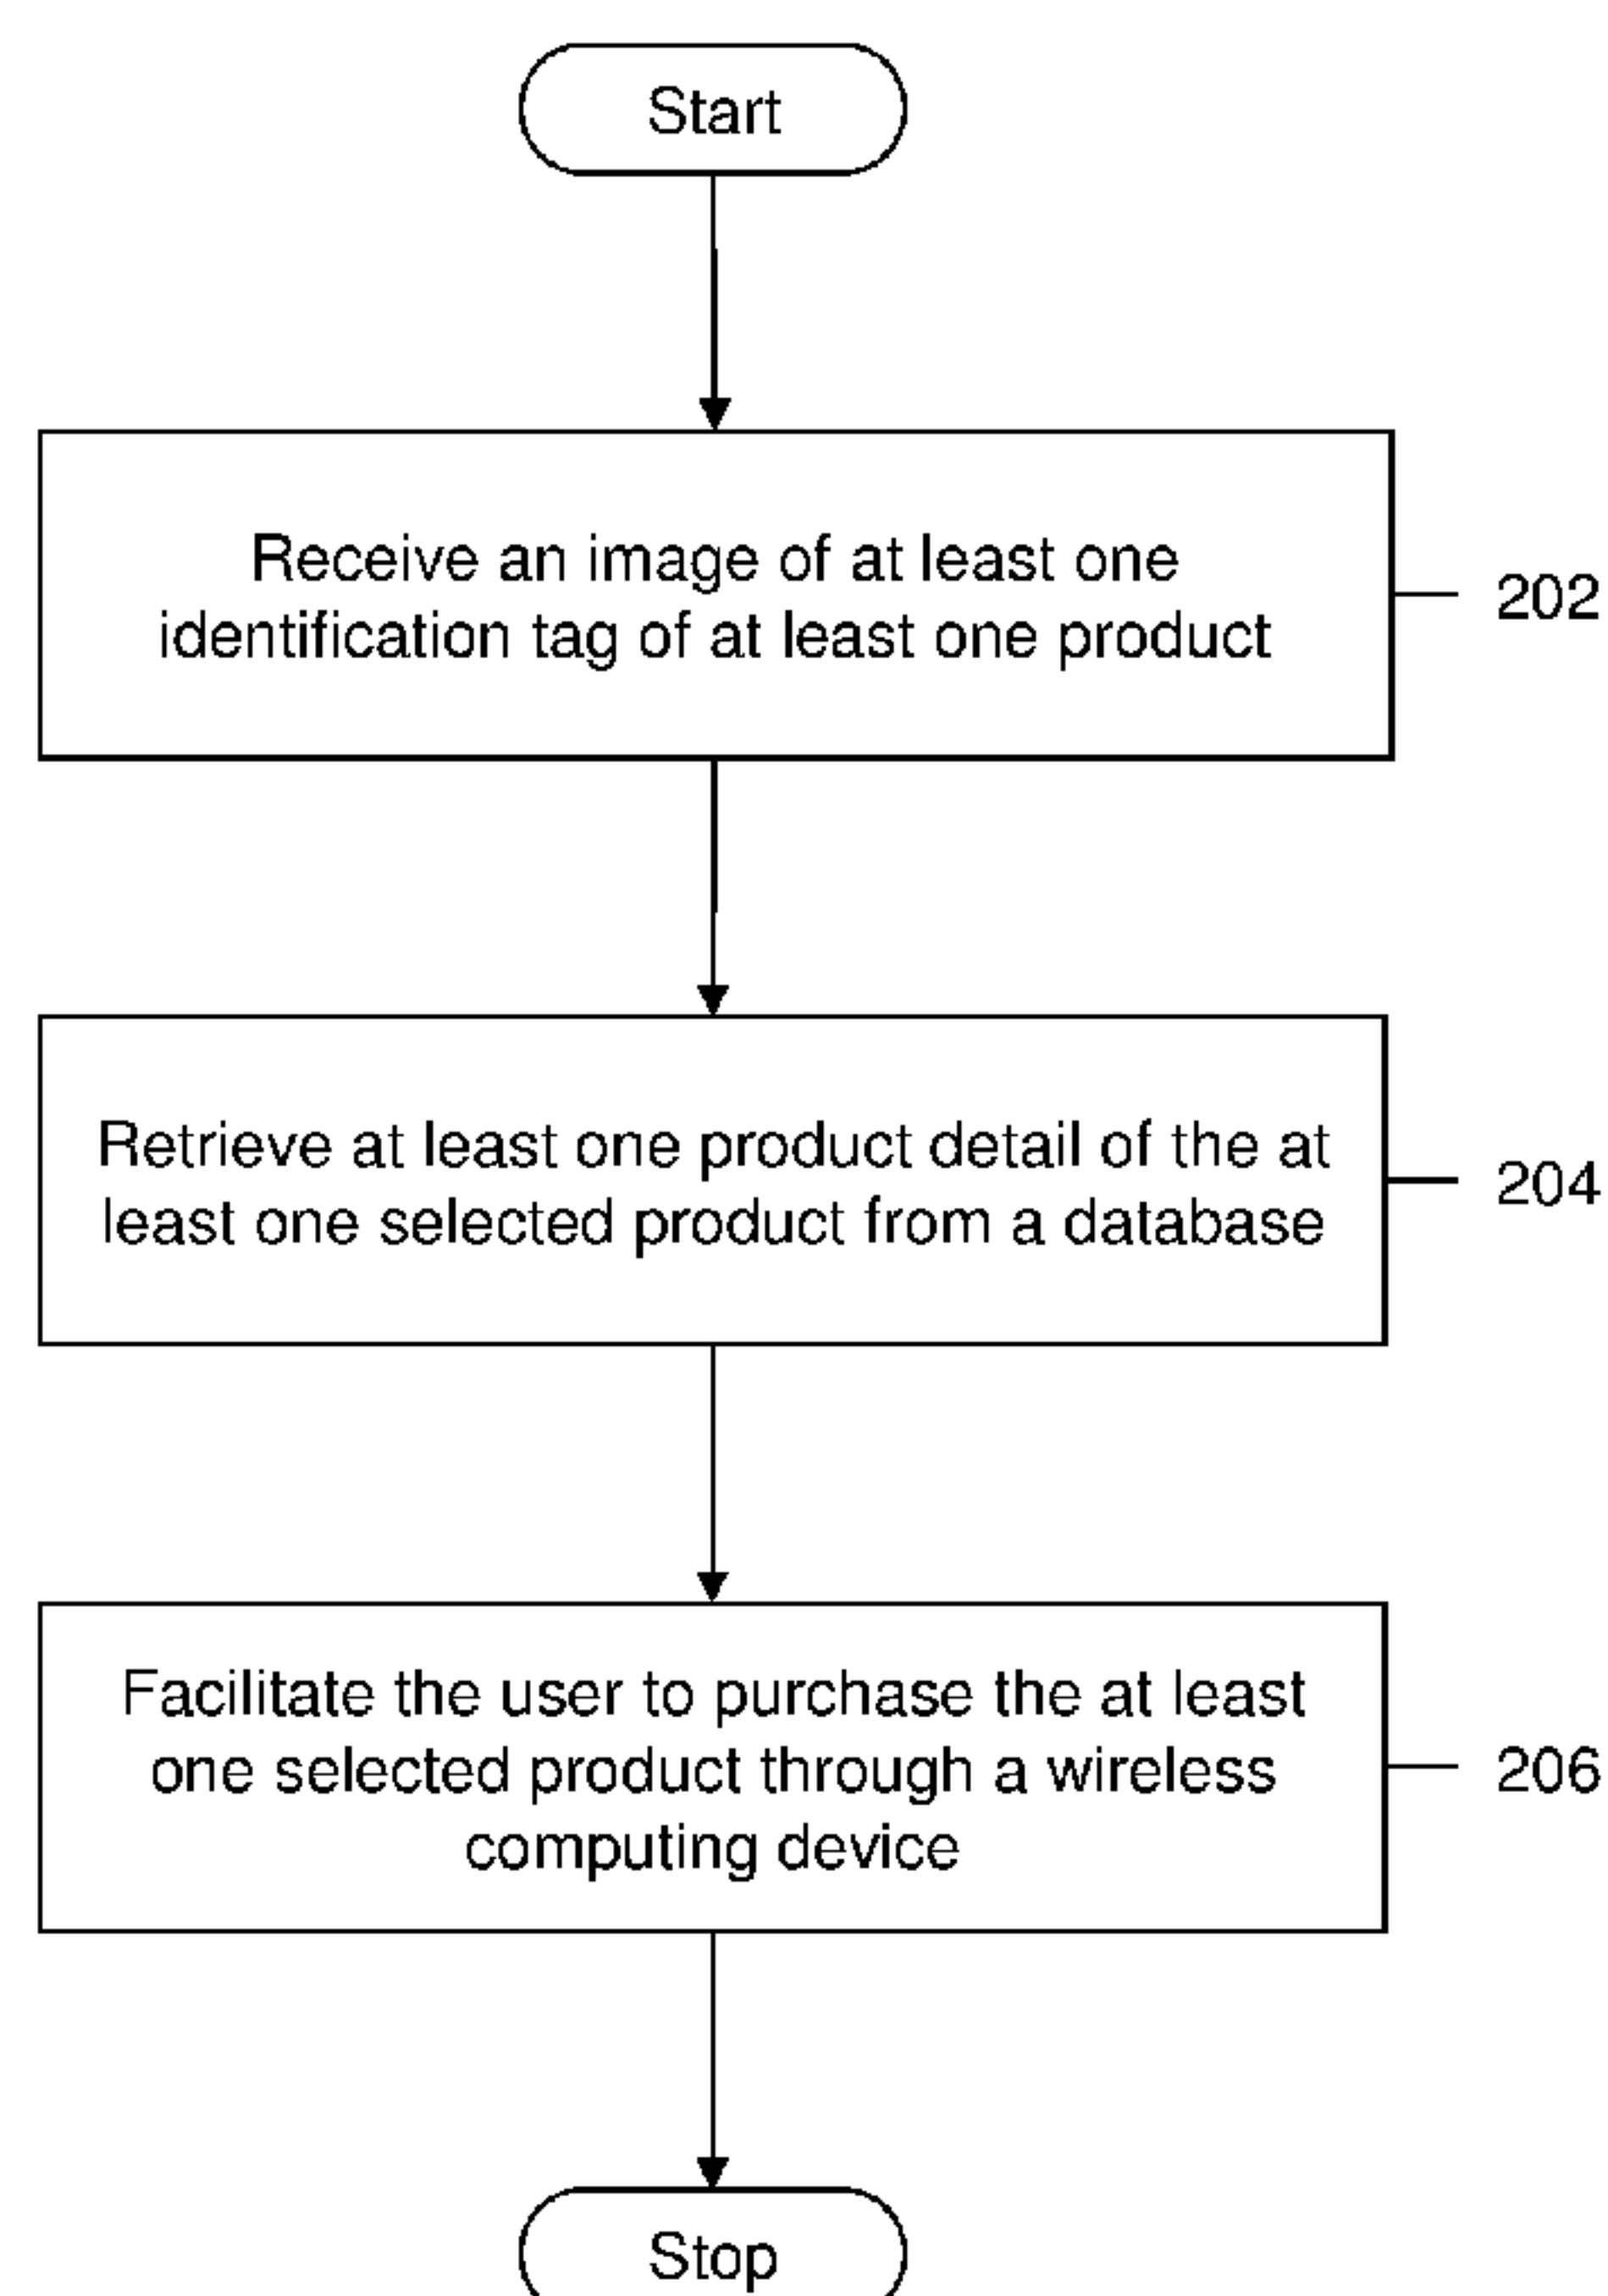 Start
Receive an image of at least one
identification tag of at least one product
202
Retrieve at least one product detail of the at
least one selected product from a database
204
Facilitate the user to purchase the at least
one selected product through a wireless
computing device
206
Stop